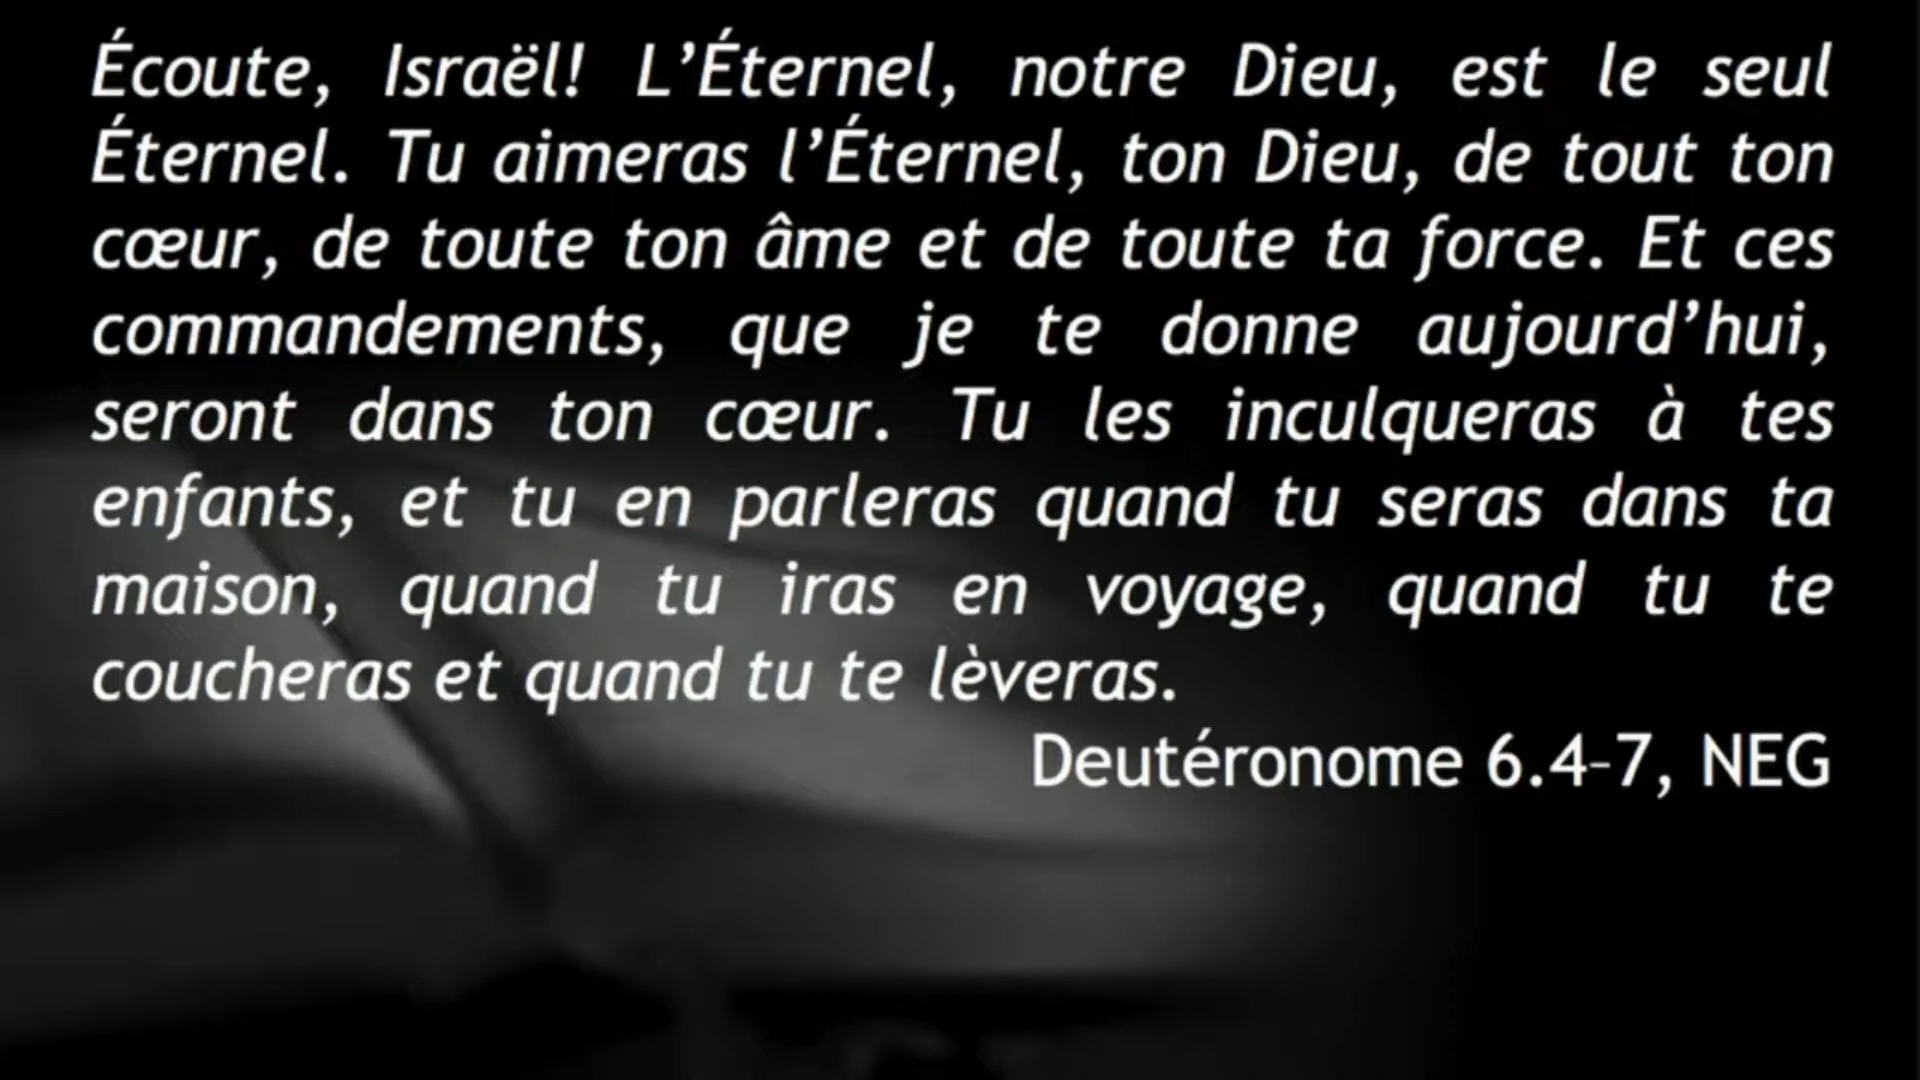 Écoute, Israël! L’Éternel, notre Dieu, est le seul
Éternel. Tu aimeras l’Éternel, ton Dieu, de tout ton
cœur, de toute ton âme et de toute ta force. Et ces
commandements, que je te donne aujourd’hui,
seront dans ton cœur. Tu les inculqueras à tes
enfants, et tu en parleras quand tu seras dans ta
maison, quand tu iras en voyage, quand tu te
coucheras et quand tu te lèveras.
Deutéronome 6.4–7, NEG